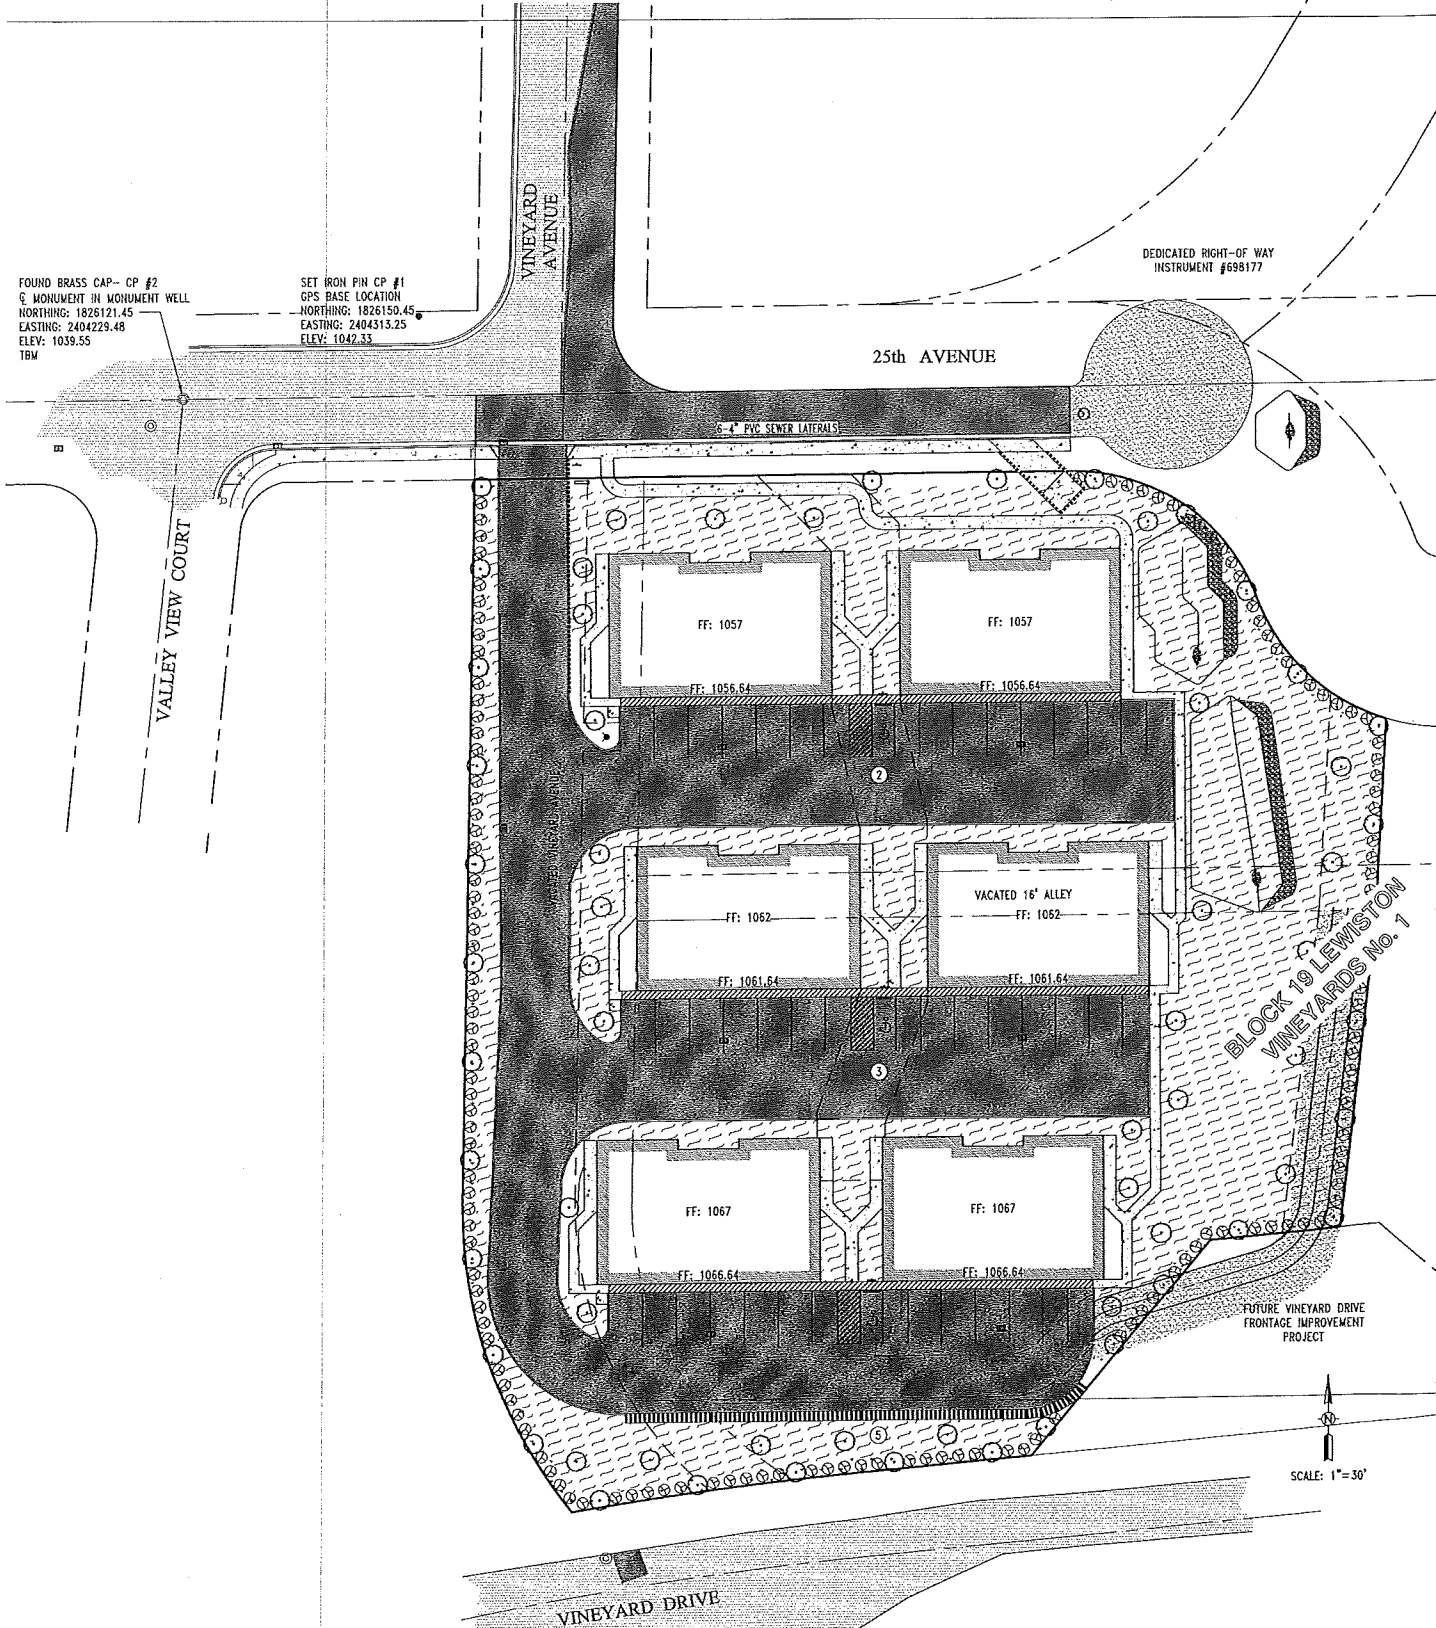 VINEYARD
AVENUE
FOUND BRASS CAP- CP #2
℄ MONUMENT IN MONUMENT WELL
NORTHING: 1826121.45
EASTING: 2404229.48
ELEV: 1039.55
TBM
SET IRON PIN CP #1
GPS BASE LOCATION
NORTHING: 1826150.45
EASTING: 2404313.25
ELEV: 1042.33
DEDICATED RIGHT-OF WAY
INSTRUMENT #698177
25th AVENUE
6-4" PVC SEWER LATERALS
VALLEY VIEW COURT
FF: 1057
FF: 1057
FF: 1056.64
FF: 1056.64
2
VACATED VINEYARD AVENUE
VACATED 16' ALLEY
FF: 1062
FF: 1062
FF: 1061.64
FF: 1061.64
BLOCK 19 LEWISTON
VINEYARDS No. 1
3
FF: 1067
FF: 1067
FF: 1066.64
FF: 1066.64
FUTURE VINEYARD DRIVE
FRONTAGE IMPROVEMENT
PROJECT
N
5
SCALE: 1"=30'
VINEYARD DRIVE